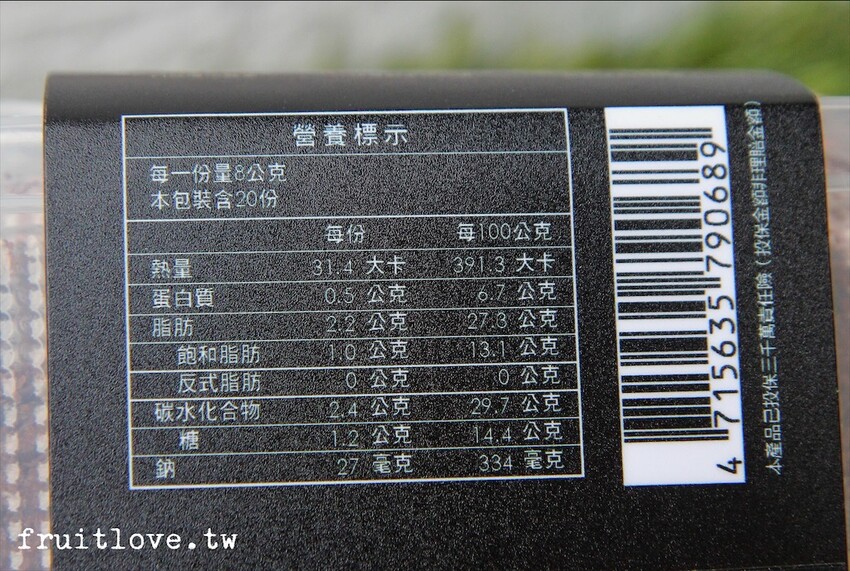 營養標示
每一份量8公克
本包裝含20份
每份 每100公克
熱量 31.4 大卡 391.3 大卡
蛋白質 0.5 公克 6.7 公克
脂肪 2.2 公克 27.3 公克
飽和脂肪 1.0 公克 13.1 公克
反式脂肪 0 公克 0 公克
碳水化合物 2.4 公克 29.7 公克
糖 1.2 公克 14.4 公克
鈉 27 毫克 334 毫克
4 715635 790689
本產品已投保三千萬責任險（投保金額非理賠金額）
fruitlove.tw